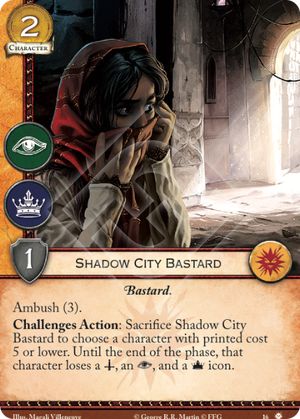 2
CHARACTER
1
SHADOW CITY BASTARD
Bastard.
Ambush (3).
Challenges Action: Sacrifice Shadow City
Bastard to choose a character with printed cost
5 or lower. Until the end of the phase, that
character loses a , an , and a icon.
Illus. Magali Villeneuve
© George R.R. Martin © FFG
16